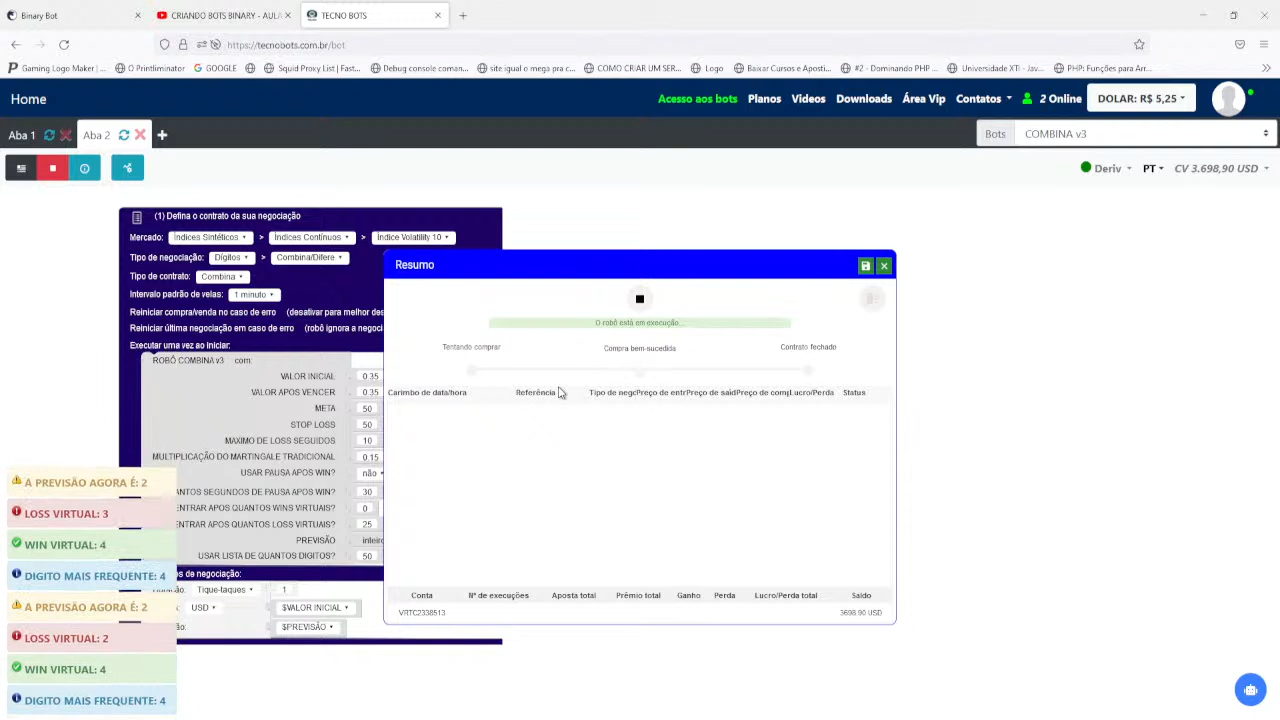 Binary Bot
CRIANDO BOTS BINARY - AULA
TECNO BOTS
https://tecnobots.com.br/bot
Gaming Logo Maker |...
O Printliminator
GOOGLE
Squid Proxy List | Fast...
Debug console coman...
site igual o mega pra c...
COMO CRIAR UM SER...
Logo
Baixar Cursos e Aposti...
#2 - Dominando PHP ...
Universidade XTI - Jav...
PHP: Funções para Arr...
Home
Acesso aos bots
Planos
Videos
Downloads
Área Vip
Contatos
2 Online
DOLAR: R$ 5,25
Aba 1
Aba 2
Bots
COMBINA v3
Deriv
PT
CV 3.698,90 USD
(1) Defina o contrato da sua negociação
Mercado: Índices Sintéticos > Índices Contínuos > Índice Volatility 10
Tipo de negociação: Dígitos > Combina/Difere
Tipo de contrato: Combina
Intervalo padrão de velas: 1 minuto
Reiniciar compra/venda no caso de erro (desativar para melhor des
Reiniciar última negociação em caso de erro (robô ignora a negoci
Executar uma vez ao iniciar:
ROBÔ COMBINA v3 com:
VALOR INICIAL 0.35
VALOR APOS VENCER 0.35
META 50
STOP LOSS 50
MAXIMO DE LOSS SEGUIDOS 10
MULTIPLICAÇÃO DO MARTINGALE TRADICIONAL 0.15
USAR PAUSA APOS WIN? não
ANTOS SEGUNDOS DE PAUSA APOS WIN? 30
ENTRAR APOS QUANTOS WINS VIRTUAIS? 0
ENTRAR APOS QUANTOS LOSS VIRTUAIS? 25
PREVISÃO inteiro
USAR LISTA DE QUANTOS DIGITOS? 50
s de negociação:
Tique-taques 1
USD $VALOR INICIAL
$PREVISÃO
Resumo
O robô está em execução...
Tentando comprar
Compra bem-sucedida
Contrato fechado
Carimbo de data/hora
Referência
Tipo de nego
Preço de entr
Preço de said
Preço de comp
Lucro/Perda
Status
Conta
Nº de execuções
Aposta total
Prêmio total
Ganho
Perda
Lucro/Perda total
Saldo
VRTC2338513
3698.90 USD
A PREVISÃO AGORA É: 2
LOSS VIRTUAL: 3
WIN VIRTUAL: 4
DIGITO MAIS FREQUENTE: 4
A PREVISÃO AGORA É: 2
LOSS VIRTUAL: 2
WIN VIRTUAL: 4
DIGITO MAIS FREQUENTE: 4